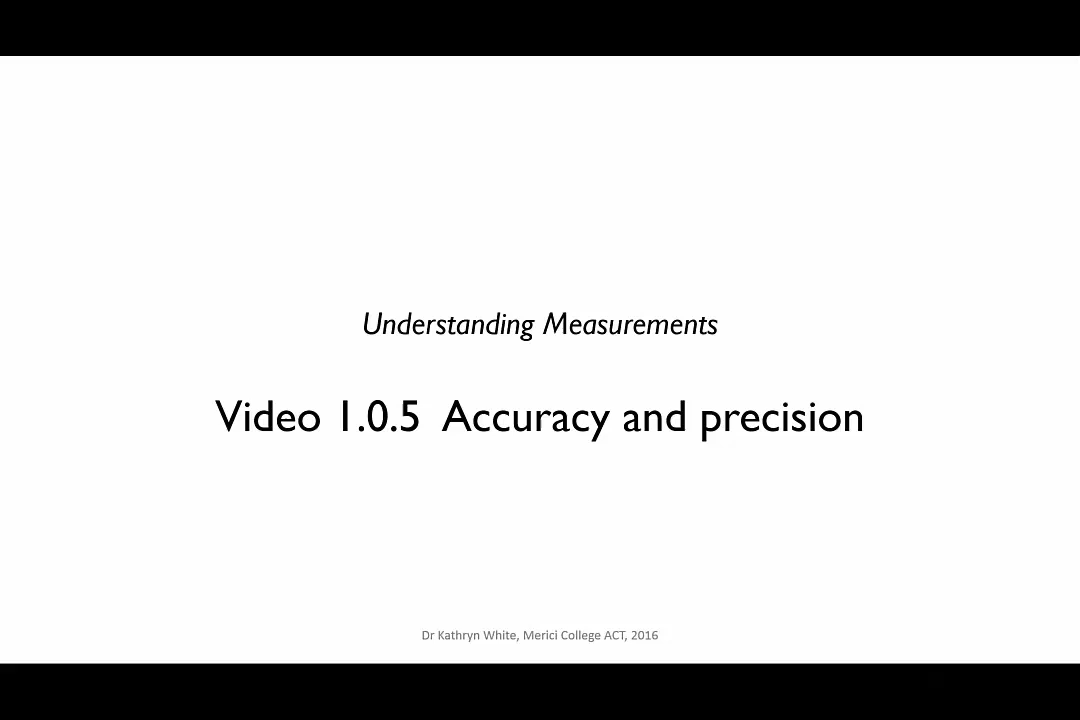 Understanding Measurements
Video 1.0.5 Accuracy and precision
Dr Kathryn White, Merici College ACT, 2016